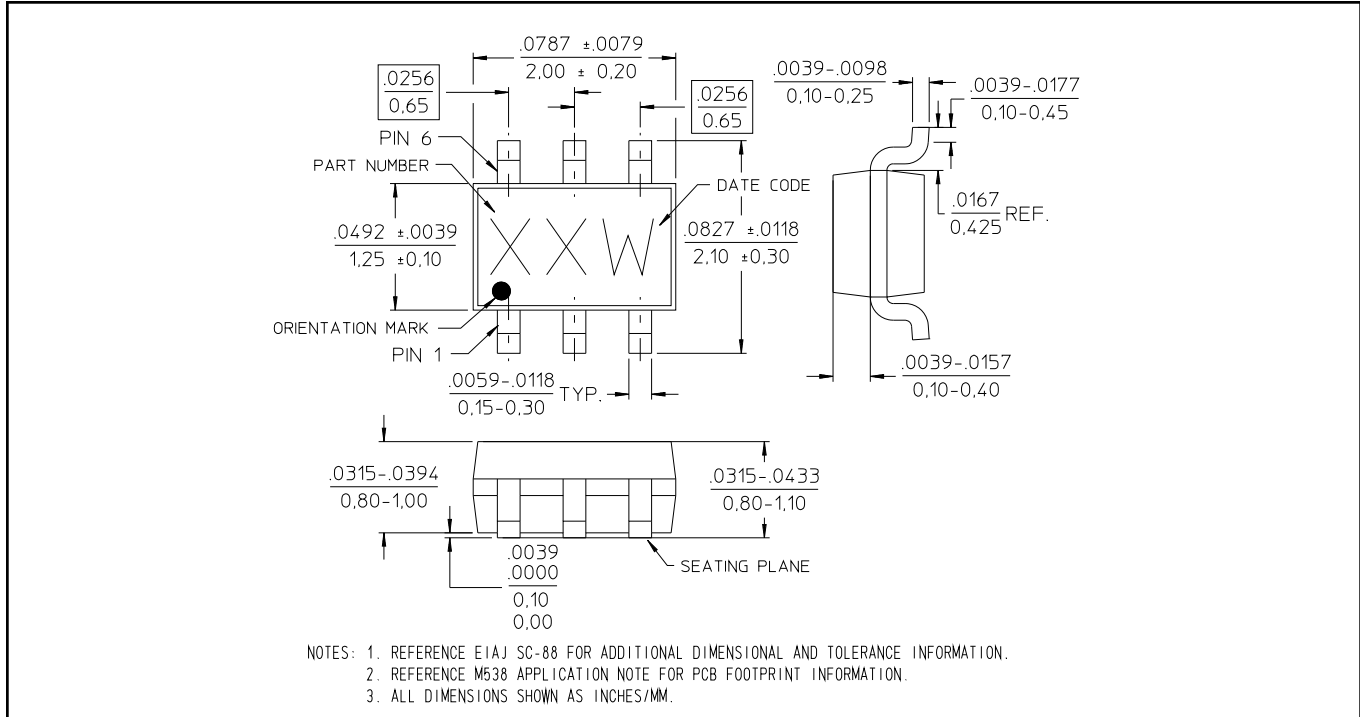 .0787 ±.0079
2,00 ± 0,20
.0256
0.65
.0256
0.65
.0039-.0098
0,10-0,25
.0039-.0177
0,10-0,45
PIN 6
PART NUMBER
DATE CODE
.0167
0,425
REF.
.0492 ±.0039
1,25 ±0,10
XXW
.0827 ±.0118
2,10 ±0,30
ORIENTATION MARK
PIN 1
.0059-.0118
0,15-0,30
TYP.
.0039-.0157
0,10-0,40
.0315-.0394
0,80-1,00
.0315-.0433
0,80-1,10
.0039
.0000
0,10
0,00
SEATING PLANE
NOTES: 1. REFERENCE EIAJ SC-88 FOR ADDITIONAL DIMENSIONAL AND TOLERANCE INFORMATION.
2. REFERENCE M538 APPLICATION NOTE FOR PCB FOOTPRINT INFORMATION.
3. ALL DIMENSIONS SHOWN AS INCHES/MM.